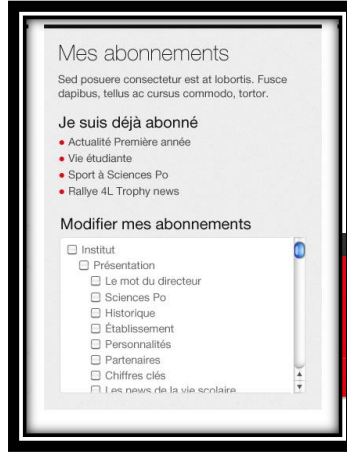 Mes abonnements
Sed posuere consectetur est at lobortis. Fusce
dapibus, tellus ac cursus commodo, tortor.
Je suis déjà abonné
Actualité Première année
Vie étudiante
Sport à Sciences Po
Rallye 4L Trophy news
Modifier mes abonnements
Institut
Présentation
Le mot du directeur
Sciences Po
Historique
Établissement
Personnalités
Partenaires
Chiffres clés
Les news de la vie scolaire